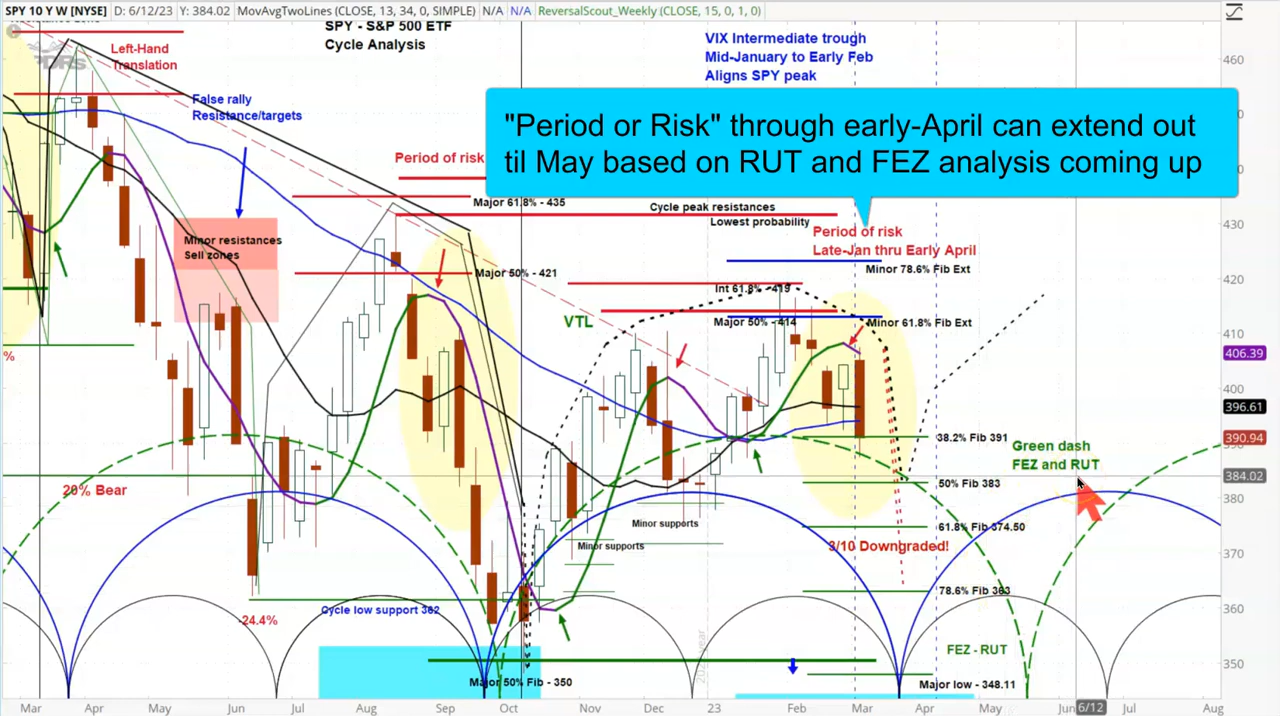 SPY 10 Y W [NYSE] D: 6/12/23 Y: 384.02 MovAvgTwoLines (CLOSE, 13, 34, 0, SIMPLE) N/A N/A ReversalScout_Weekly (CLOSE, 15, 0, 1, 0)
SPY - S&P 500 ETF
Cycle Analysis
VIX Intermediate trough
Mid-January to Early Feb
Aligns SPY peak
Left-Hand
Translation
False rally
Resistance/targets
"Period or Risk" through early-April can extend out
til May based on RUT and FEZ analysis coming up
Period of risk
Major 61.8% - 435
Cycle peak resistances
Lowest probability
Period of risk
Late-Jan thru Early April
Minor resistances
Sell zones
Major 50% - 421
Minor 78.6% Fib Ext
Int 61.8% - 419
VTL
Major 50% - 414
Minor 61.8% Fib Ext
%
38.2% Fib 391
Green dash
FEZ and RUT
50% Fib 383
20% Bear
Minor supports
61.8% Fib 374.50
Minor supports
3/10 Downgraded!
78.6% Fib 363
Cycle low support 362
-24.4%
FEZ - RUT
Major 50% Fib - 350
Major low - 348.11
460
430
420
410
406.39
400
396.61
390.94
384.02
380
370
360
350
Mar Apr May Jun Jul Aug Sep Oct Nov Dec 23 Feb Mar Apr May 6/12 Jul Aug